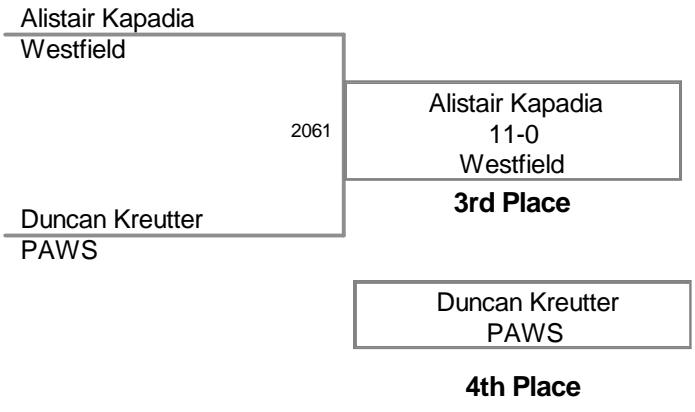 Alistair Kapadia
Westfield
2061
Alistair Kapadia
11-0
Westfield
3rd Place
Duncan Kreutter
PAWS
Duncan Kreutter
PAWS
4th Place